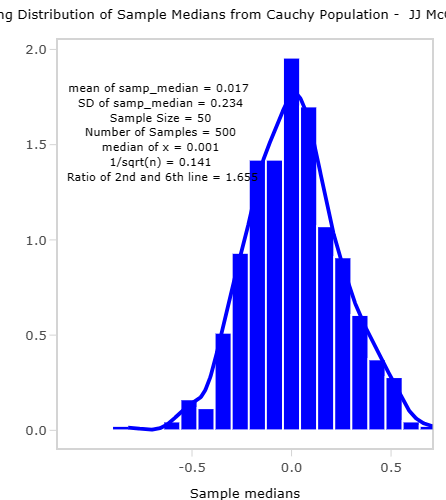 ng Distribution of Sample Medians from Cauchy Population - JJ McC
2.0
mean of samp_median = 0.017
SD of samp_median = 0.234
Sample Size = 50
Number of Samples = 500
median of x = 0.001
1/sqrt(n) = 0.141
Ratio of 2nd and 6th line = 1.655
1.5
1.0
0.5
0.0
-0.5 0.0 0.5
Sample medians